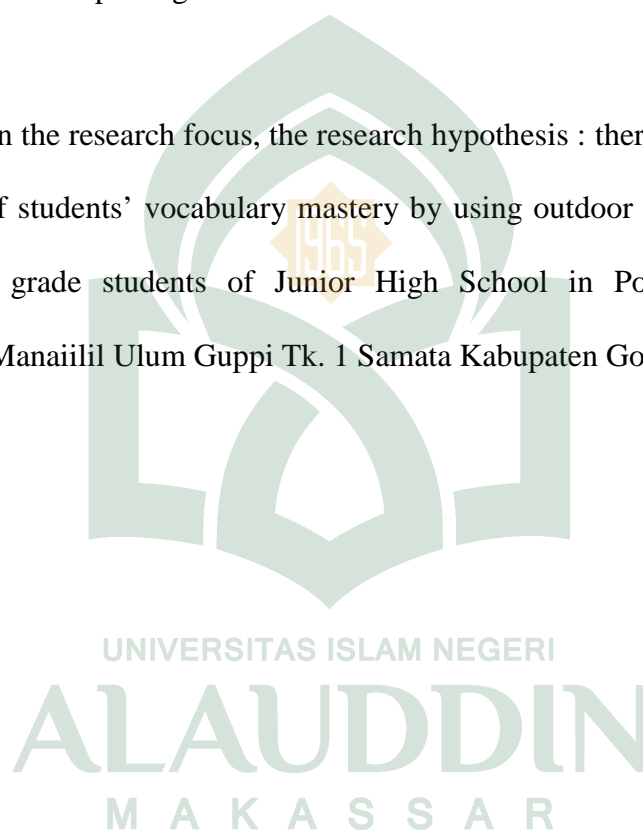 n the research focus, the research hypothesis : ther
f students’ vocabulary mastery by using outdoor
grade students of Junior High School in Po
Manaiilil Ulum Guppi Tk. 1 Samata Kabupaten Go
1965
UNIVERSITAS ISLAM NEGERI
ALAUDDIN
MAKASSAR